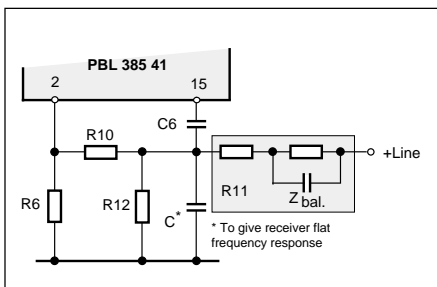 PBL 385 41
2 15
C6
R10
+Line
R11
R6
R12
C*
Z bal.
* To give receiver flat
frequency response